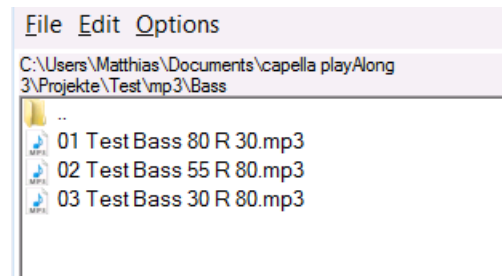 File Edit Options
C:\Users\Matthias\Documents\capella playAlong
3\Projekte\Test\mp3\Bass
..
01 Test Bass 80 R 30.mp3
02 Test Bass 55 R 80.mp3
03 Test Bass 30 R 80.mp3